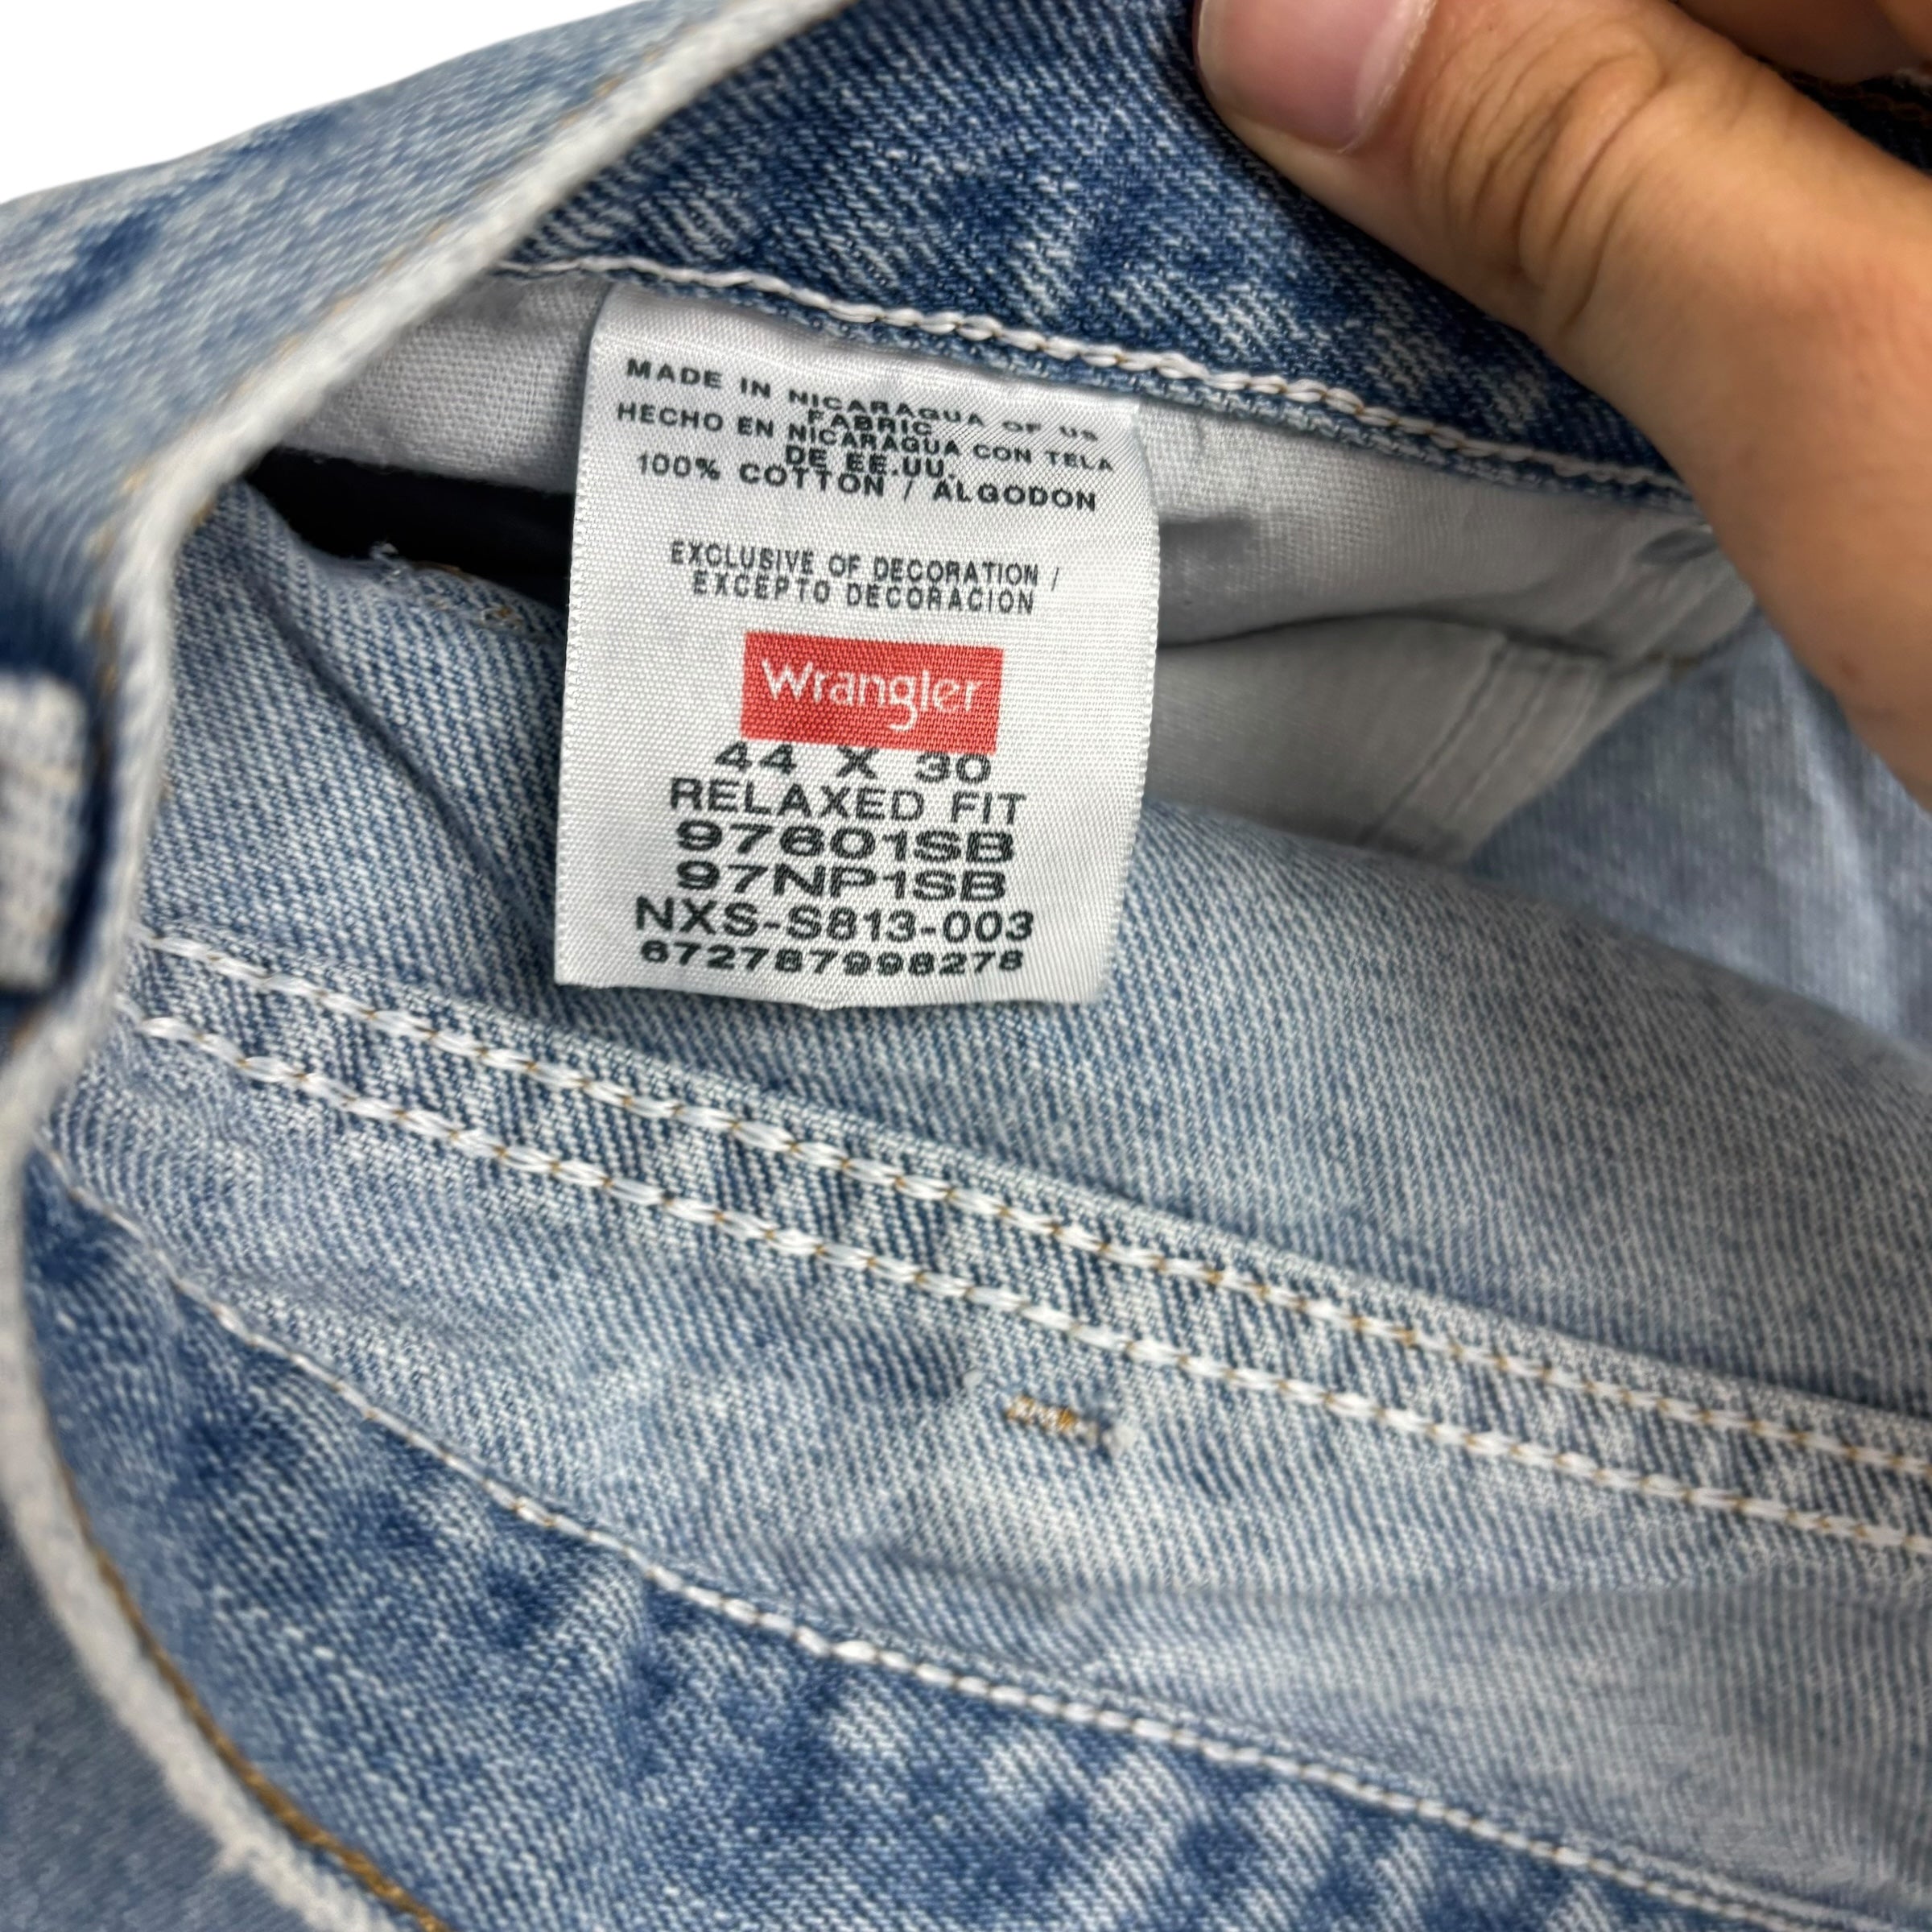 MADE IN NICARAGUA OF US
FABRIC
HECHO EN NICARAGUA CON TELA
DE EE.UU.
100% COTTON / ALGODON
EXCLUSIVE OF DECORATION /
EXCEPTO DECORACION
Wrangler
44 X 30
RELAXED FIT
97601SB
97NP1SB
NXS-S813-003
672787998278